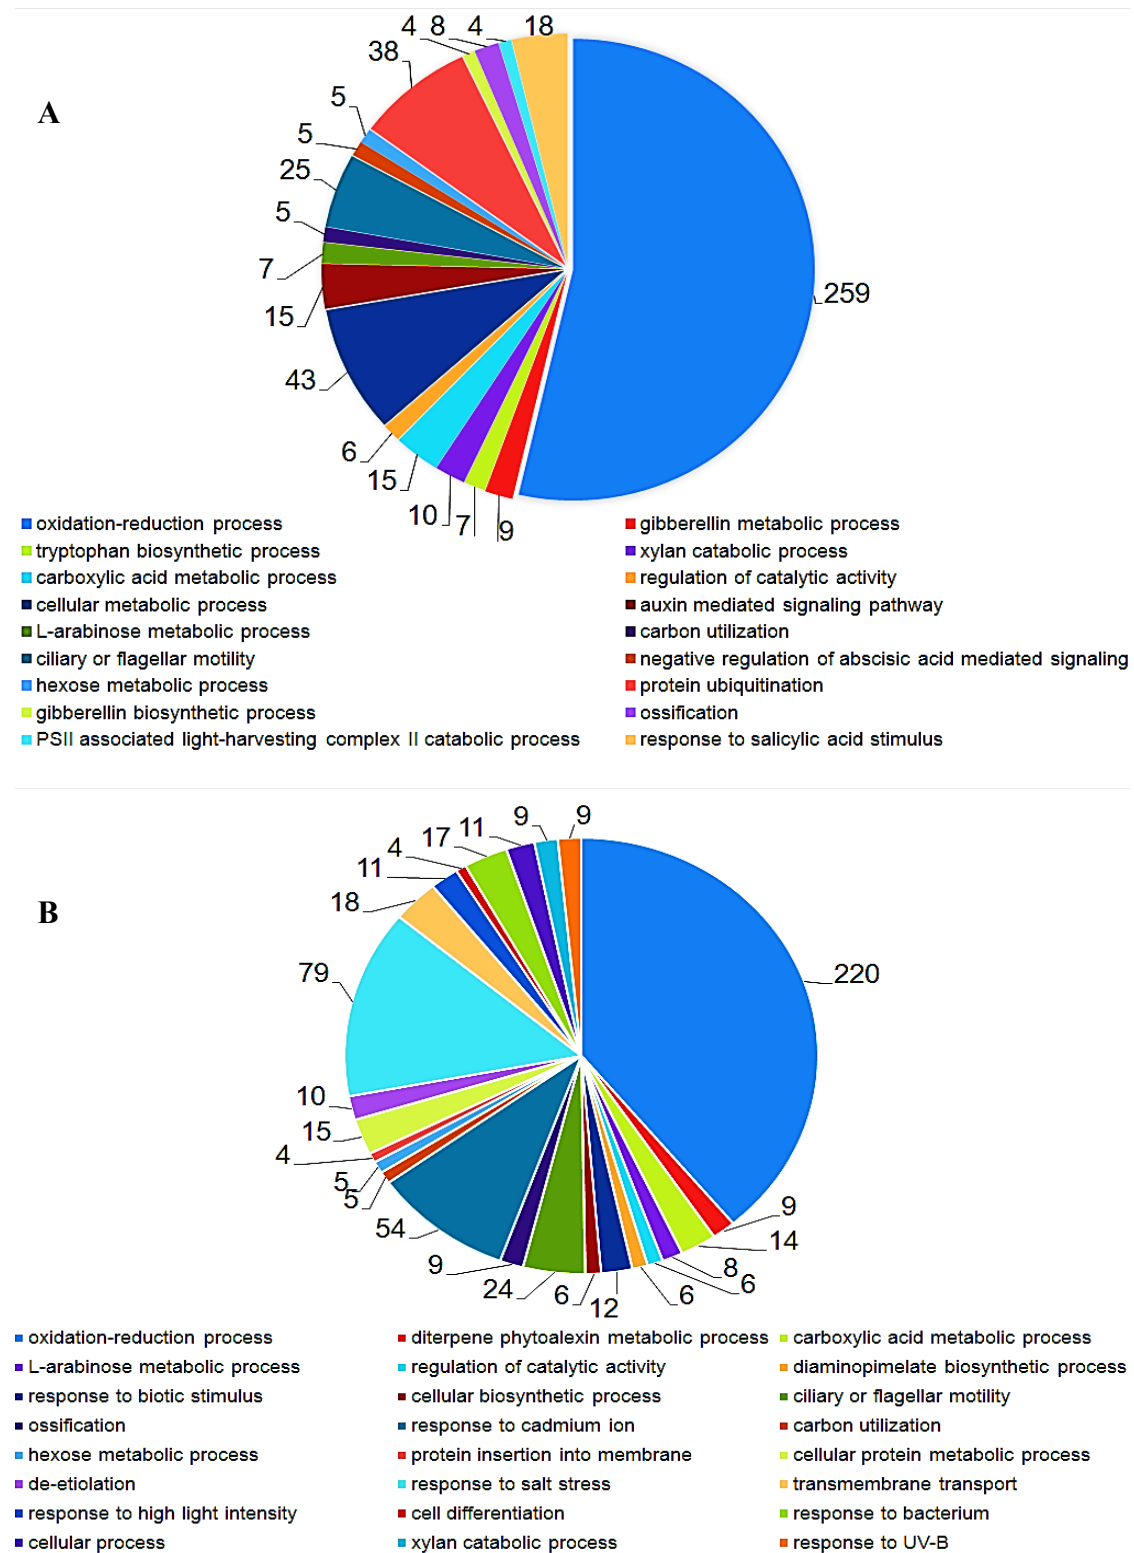 4 8 4 18
38
A
5
5
25
5
7
259
15
43
6
15
10 7 9
oxidation-reduction process gibberellin metabolic process
tryptophan biosynthetic process xylan catabolic process
carboxylic acid metabolic process regulation of catalytic activity
cellular metabolic process auxin mediated signaling pathway
L-arabinose metabolic process carbon utilization
ciliary or flagellar motility negative regulation of abscisic acid mediated signaling
hexose metabolic process protein ubiquitination
gibberellin biosynthetic process ossification
PSII associated light-harvesting complex II catabolic process response to salicylic acid stimulus
9 9
17 11
4
11
18
B
79
220
10
15
4
5
5
9
54
14
9
8 6
24 6 12 6
oxidation-reduction process diterpene phytoalexin metabolic process carboxylic acid metabolic process
L-arabinose metabolic process regulation of catalytic activity diaminopimelate biosynthetic process
response to biotic stimulus cellular biosynthetic process ciliary or flagellar motility
ossification response to cadmium ion carbon utilization
hexose metabolic process protein insertion into membrane cellular protein metabolic process
de-etiolation response to salt stress transmembrane transport
response to high light intensity cell differentiation response to bacterium
cellular process xylan catabolic process response to UV-B